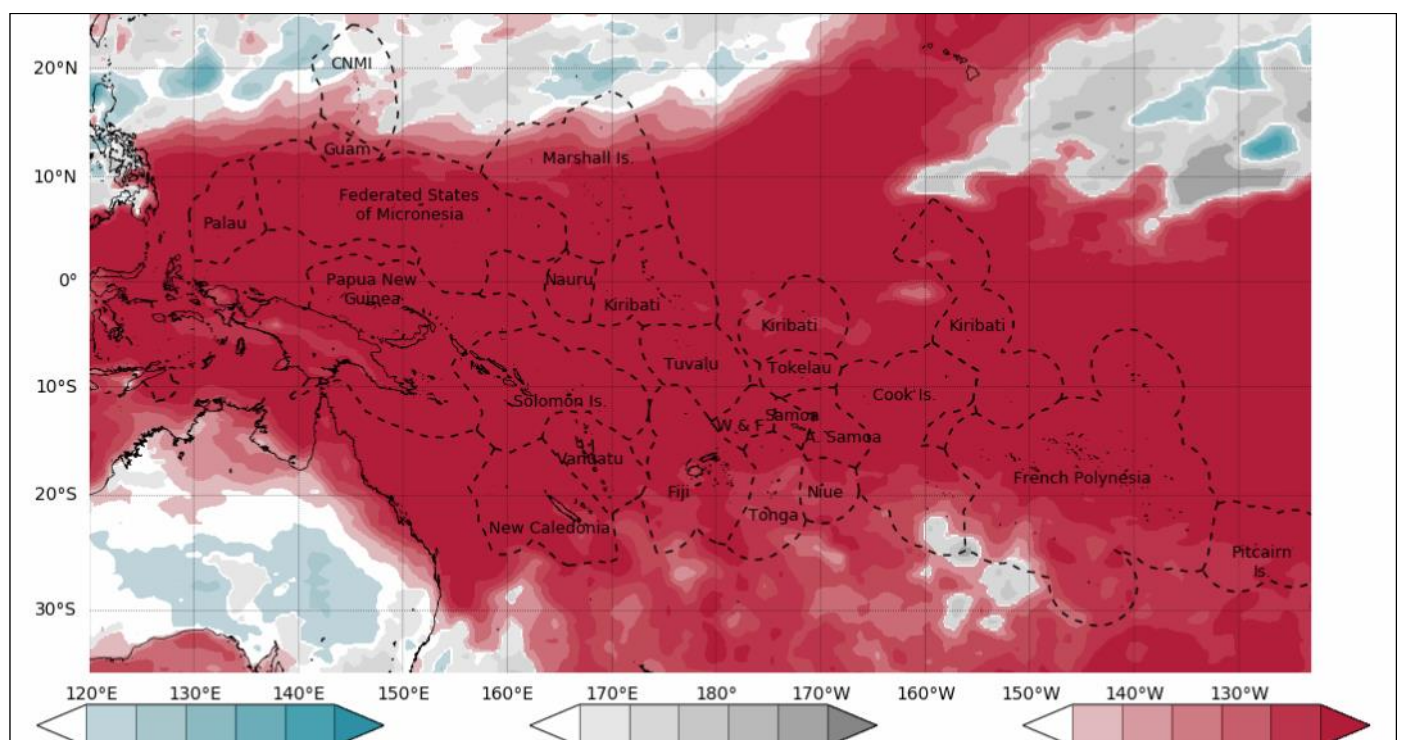 20°N
CNMI
Guam
Marshall Is.
10°N
Federated States
of Micronesia
Palau
0°
Papua New
Guinea
Nauru
Kiribati
Kiribati
Kiribati
Tuvalu
Tokelau
10°S
Solomon Is.
Cook Is.
W & F
Samoa
A. Samoa
Vanuatu
20°S
Fiji
Niue
French Polynesia
New Caledonia
Tonga
Pitcairn
Is.
30°S
120°E 130°E 140°E 150°E 160°E 170°E 180° 170°W 160°W 150°W 140°W 130°W